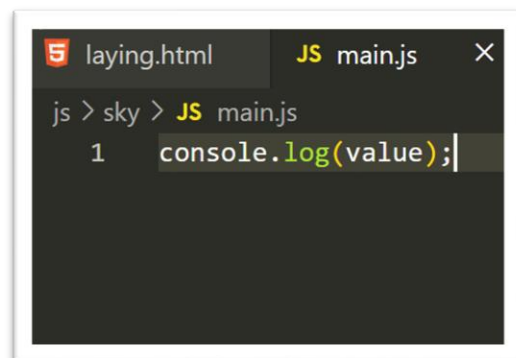 laying.html JS main.js ×
js > sky > JS main.js
1 console.log(value);